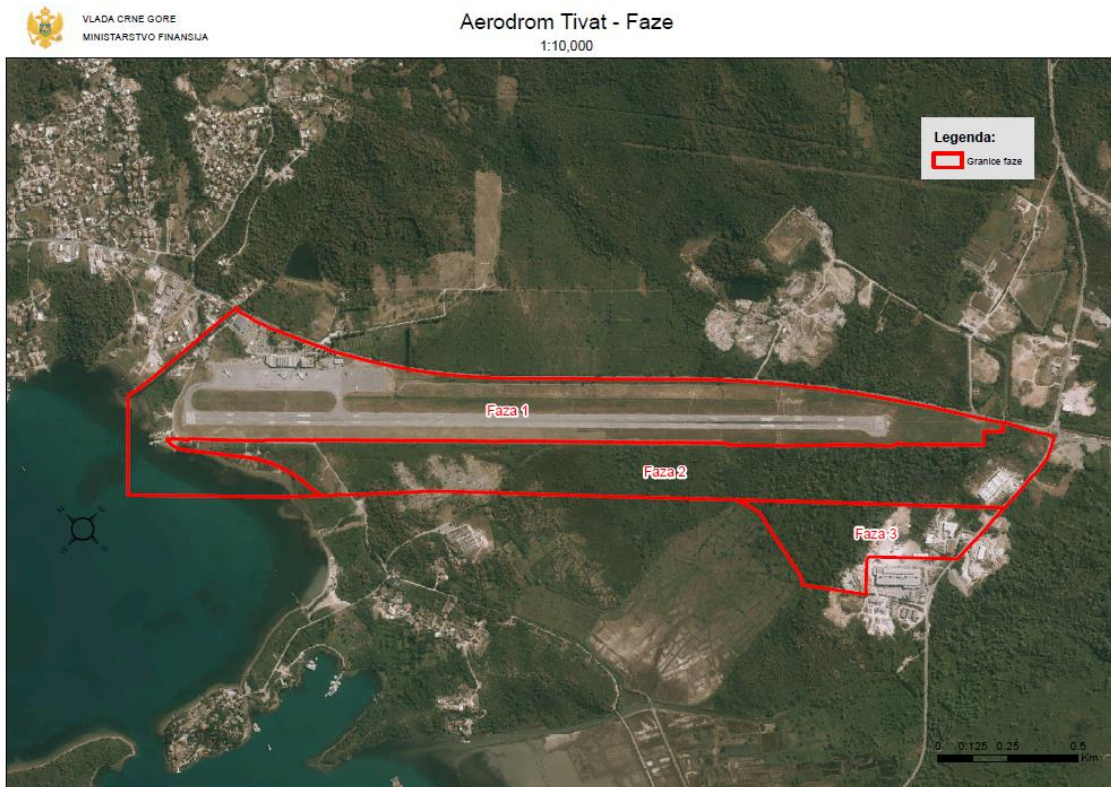 VLADA CRNE GORE
MINISTARSTVO FINANSIJA
Aerodrom Tivat - Faze
1:10,000
Legenda:
Granice faze
Faza 1
Faza 2
Faza 3
N
E
S
W
0 0.125 0.25 0.5
Km